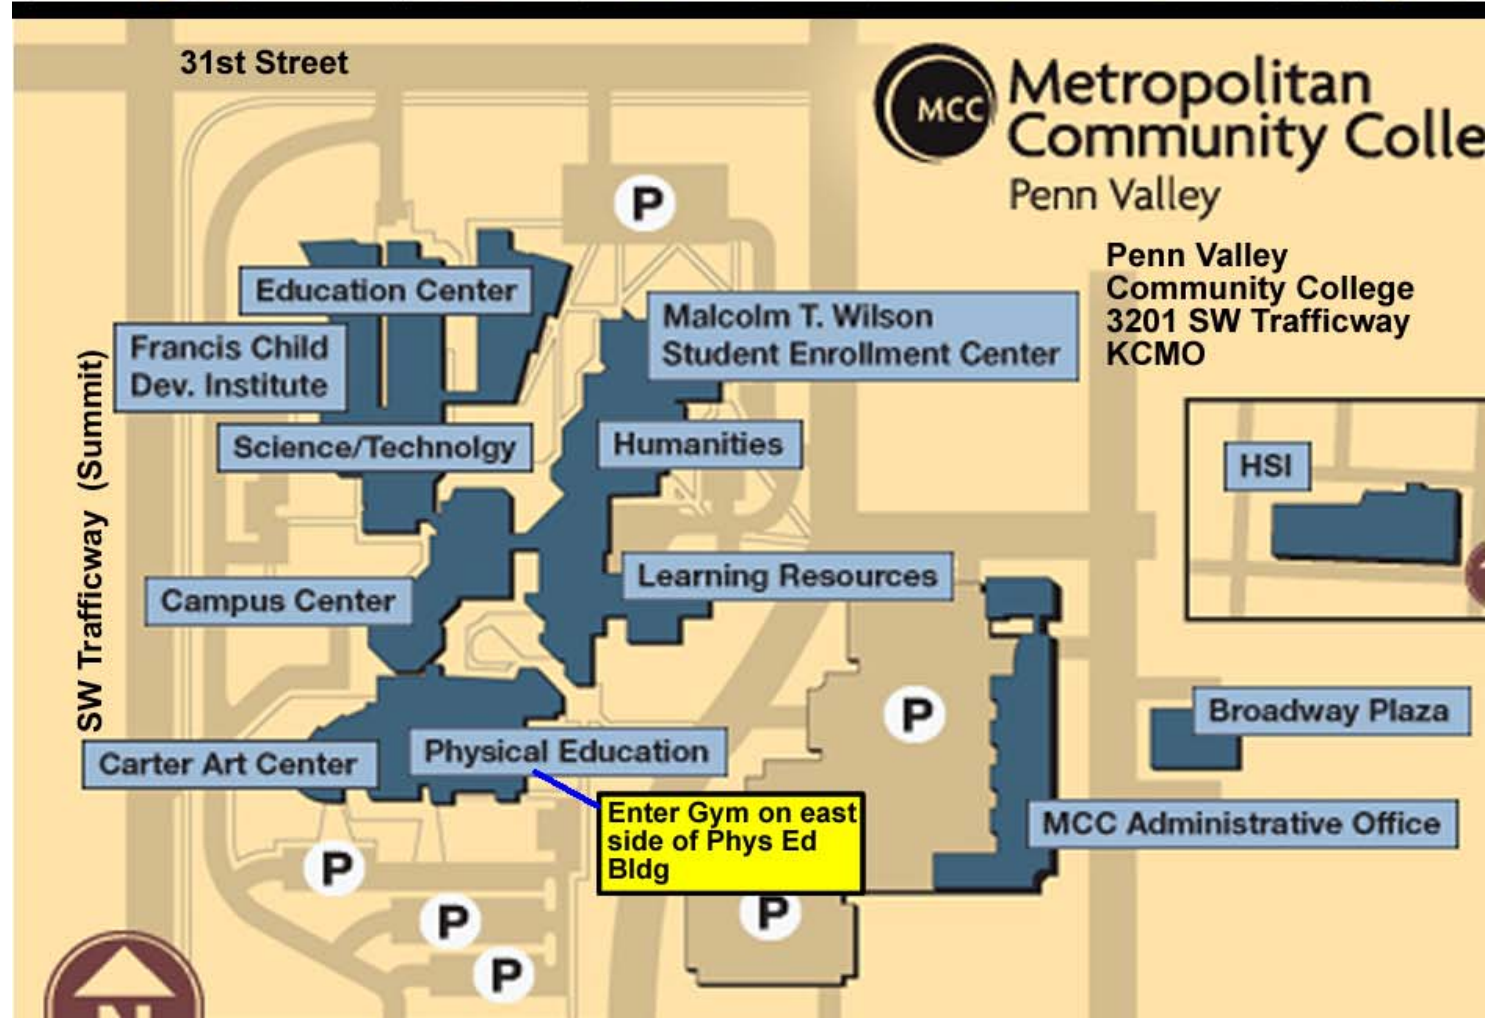 31st Street
MCC
Metropolitan
Community Colle
Penn Valley
P
Penn Valley
Community College
3201 SW Trafficway
KCMO
Education Center
Malcolm T. Wilson
Student Enrollment Center
Francis Child
Dev. Institute
SW Trafficway (Summit)
Science/Technolgy
Humanities
HSI
Learning Resources
Campus Center
P
Broadway Plaza
Physical Education
Carter Art Center
Enter Gym on east
side of Phys Ed
Bldg
MCC Administrative Office
P
P
P
P
N